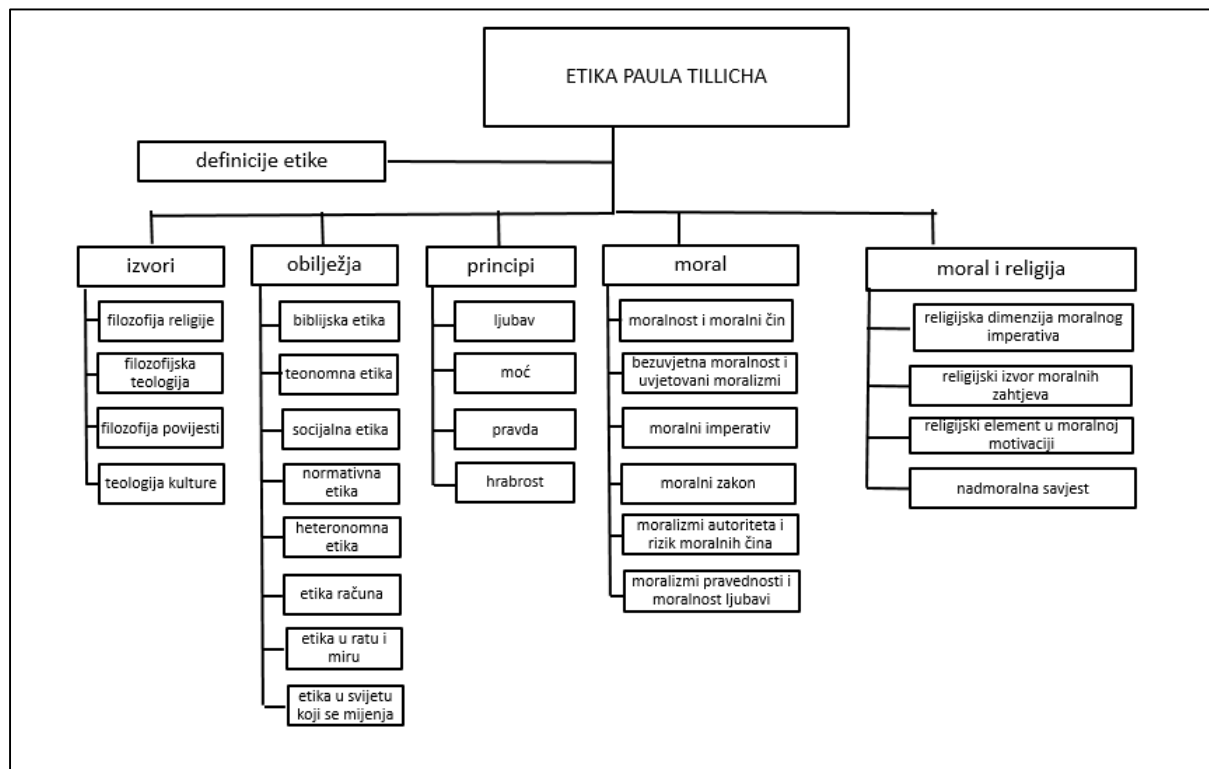 ETIKA PAULA TILLICHA
definicije etike
izvori
filozofija religije
filozofijska
teologija
filozofija povijesti
teologija kulture
obilježja
biblijska etika
teonomna etika
socijalna etika
normativna etika
heteronomna
etika
etika računa
etika u ratu i
miru
etika u svijetu
koji se mijenja
principi
ljubav
moć
pravda
hrabrost
moral
moralnost i moralni čin
bezuvjetna moralnost i
uvjetovani moralizmi
moralni imperativ
moralni zakon
moralizmi autoriteta i
rizik moralnih čina
moralizmi pravednosti i
moralnost ljubavi
moral i religija
religijska dimenzija moralnog
imperativa
religijski izvor moralnih
zahtjeva
religijski element u moralnoj
motivaciji
nadmoralna savjest